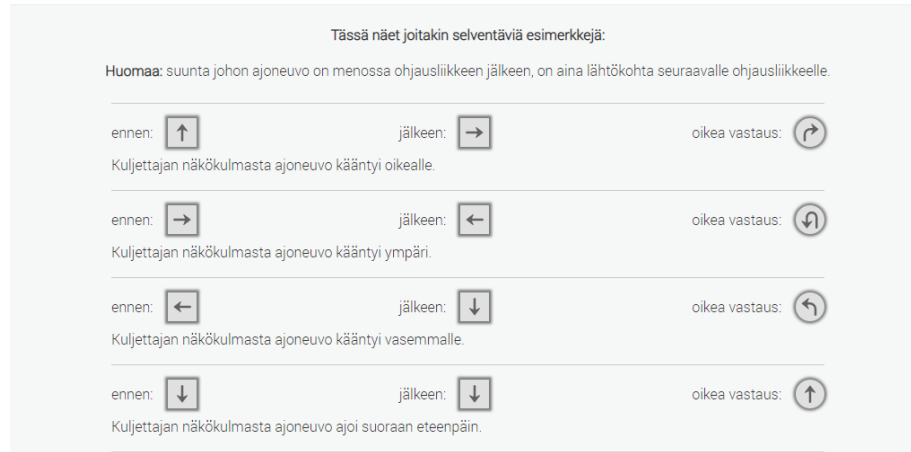 Tässä näet joitakin selventäviä esimerkkejä:
Huomaa: suunta johon ajoneuvo on menossa ohjausliikkeen jälkeen, on aina lähtökohta seuraavalle ohjausliikkeelle.
ennen: jälkeen: oikea vastaus:
Kuljettajan näkökulmasta ajoneuvo kääntyi oikealle.
ennen: jälkeen: oikea vastaus:
Kuljettajan näkökulmasta ajoneuvo kääntyi ympäri.
ennen: jälkeen: oikea vastaus:
Kuljettajan näkökulmasta ajoneuvo kääntyi vasemmalle.
ennen: jälkeen: oikea vastaus:
Kuljettajan näkökulmasta ajoneuvo ajoi suoraan eteenpäin.